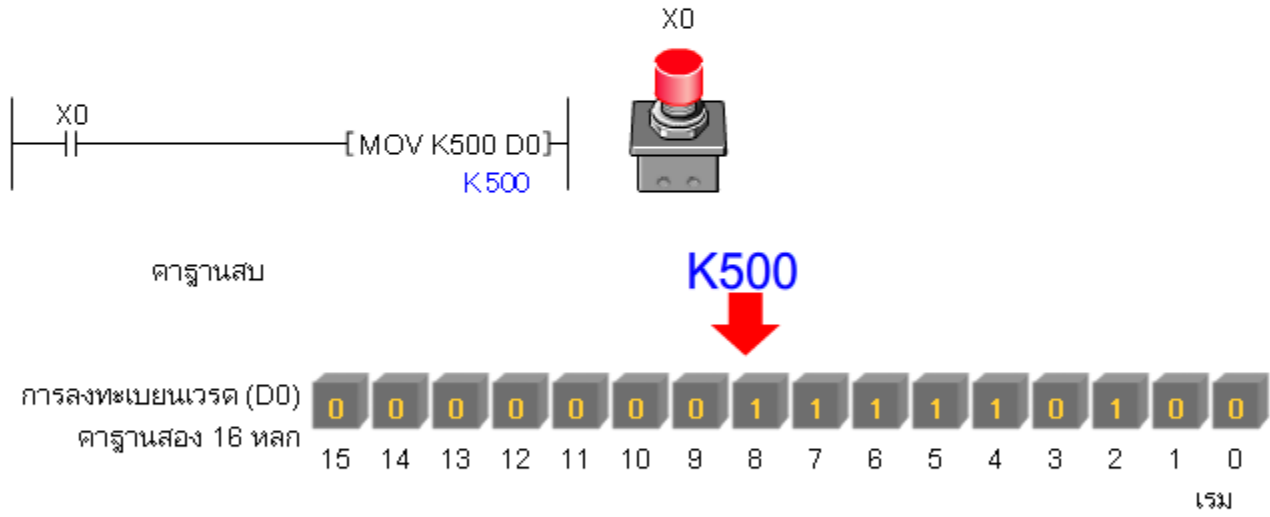 X0
X0
MOV K500 D0
K500
คาฐานสบ
K500
การลงทะเบยนเวรด (D0)
0 0 0 0 0 0 0 1 1 1 1 1 0 1 0 0
คาฐานสอง 16 หลก
15 14 13 12 11 10 9 8 7 6 5 4 3 2 1 0
เรม